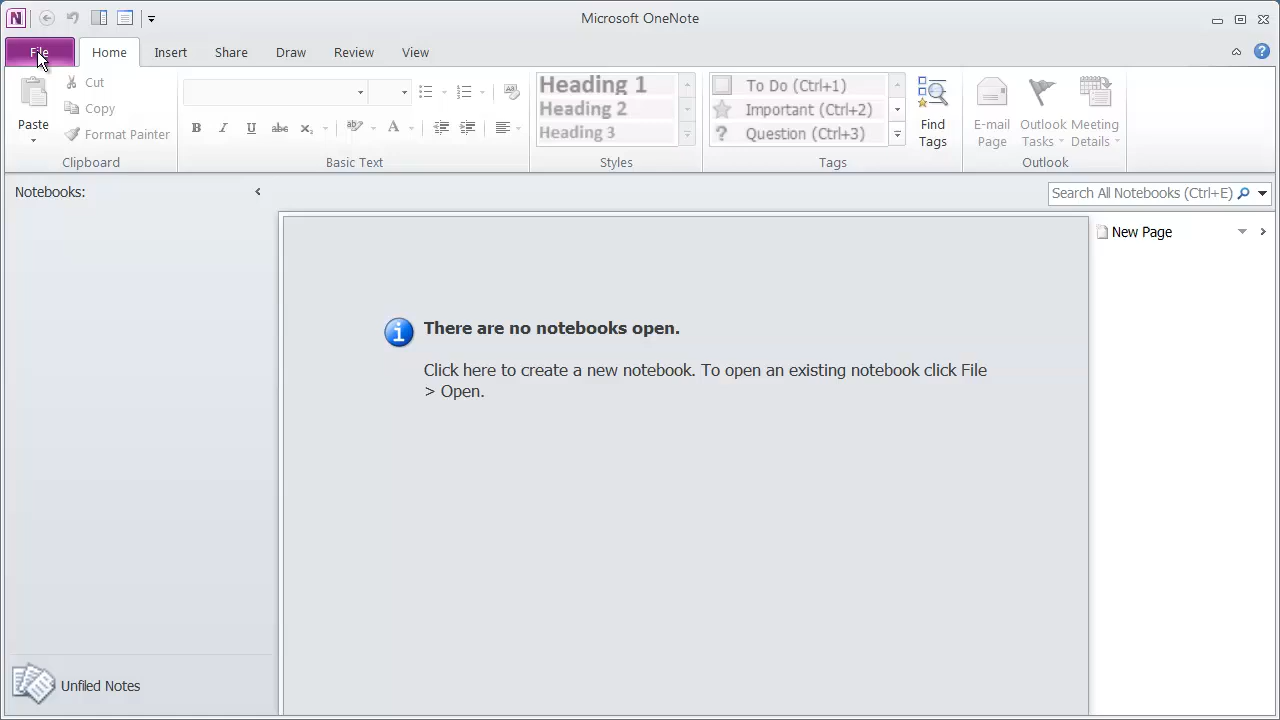 Microsoft OneNote
File Home Insert Share Draw Review View
Paste
Cut
Copy
Format Painter
Clipboard
Basic Text
Heading 1
Heading 2
Heading 3
Styles
To Do (Ctrl+1)
Important (Ctrl+2)
Question (Ctrl+3)
Find
Tags
Tags
E-mail
Page
Outlook
Tasks
Meeting
Details
Outlook
Notebooks:
Search All Notebooks (Ctrl+E)
New Page
There are no notebooks open.
Click here to create a new notebook. To open an existing notebook click File
> Open.
Unfiled Notes